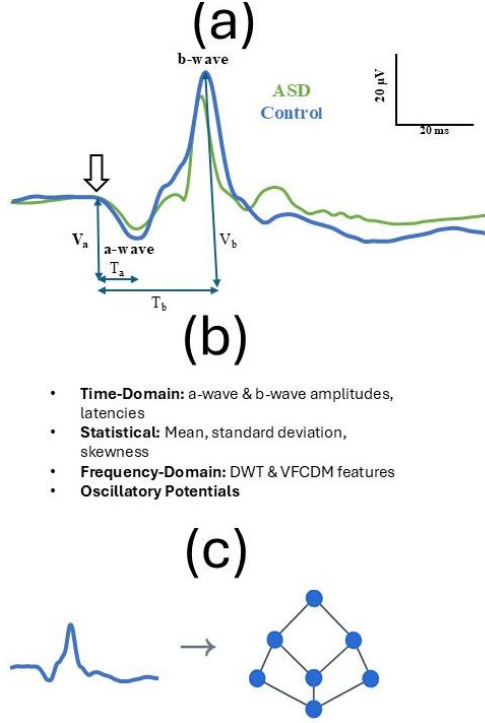 (a)
b-wave
ASD
Control
20 µV
20 ms
Va
a-wave
Ta
Vb
Tb
(b)
• Time-Domain: a-wave & b-wave amplitudes,
latencies
• Statistical: Mean, standard deviation,
skewness
• Frequency-Domain: DWT & VFCDM features
• Oscillatory Potentials
(c)